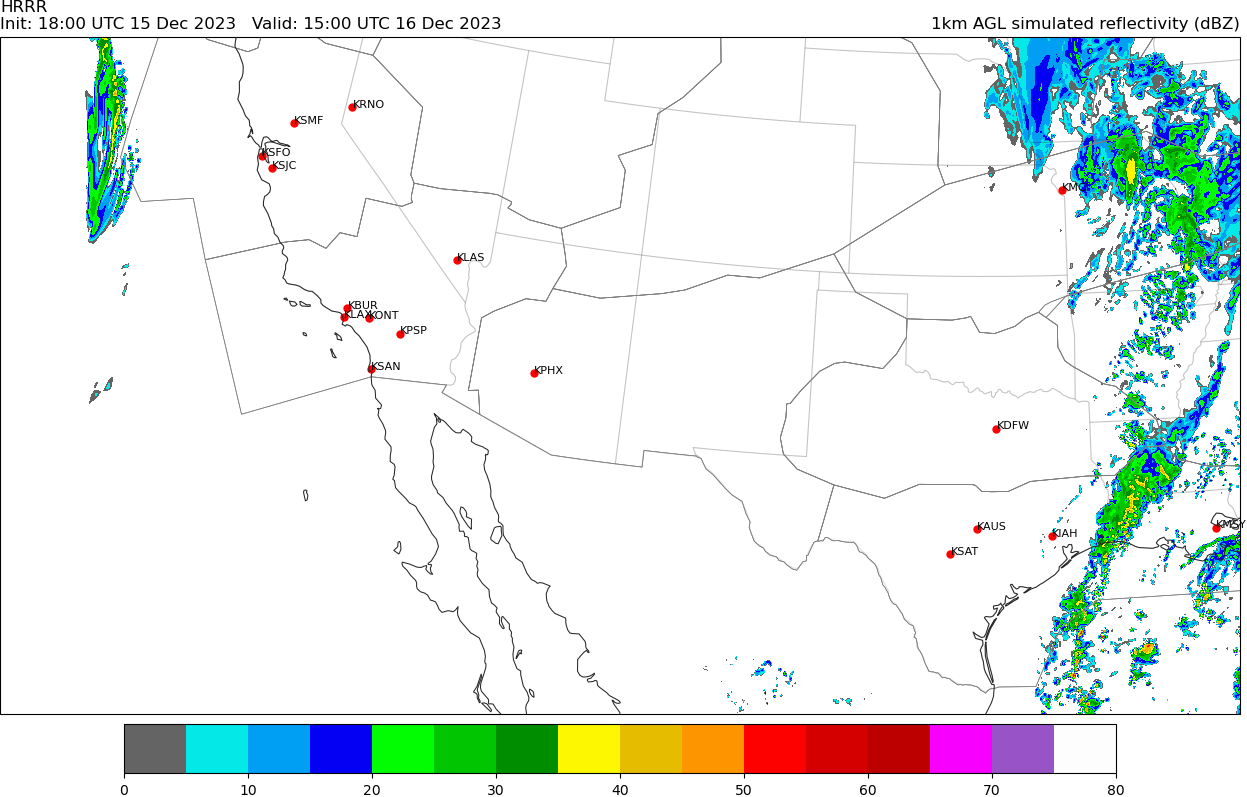 HRRR
Init: 18:00 UTC 15 Dec 2023   Valid: 15:00 UTC 16 Dec 2023
1km AGL simulated reflectivity (dBZ)
KRNO
KSMF
KSFO
KSJC
KLAS
KBUR
KLAX
KONT
KPSP
KSAN
KPHX
KDFW
KAUS
KIAH
KSAT
KMSY
0 10 20 30 40 50 60 70 80